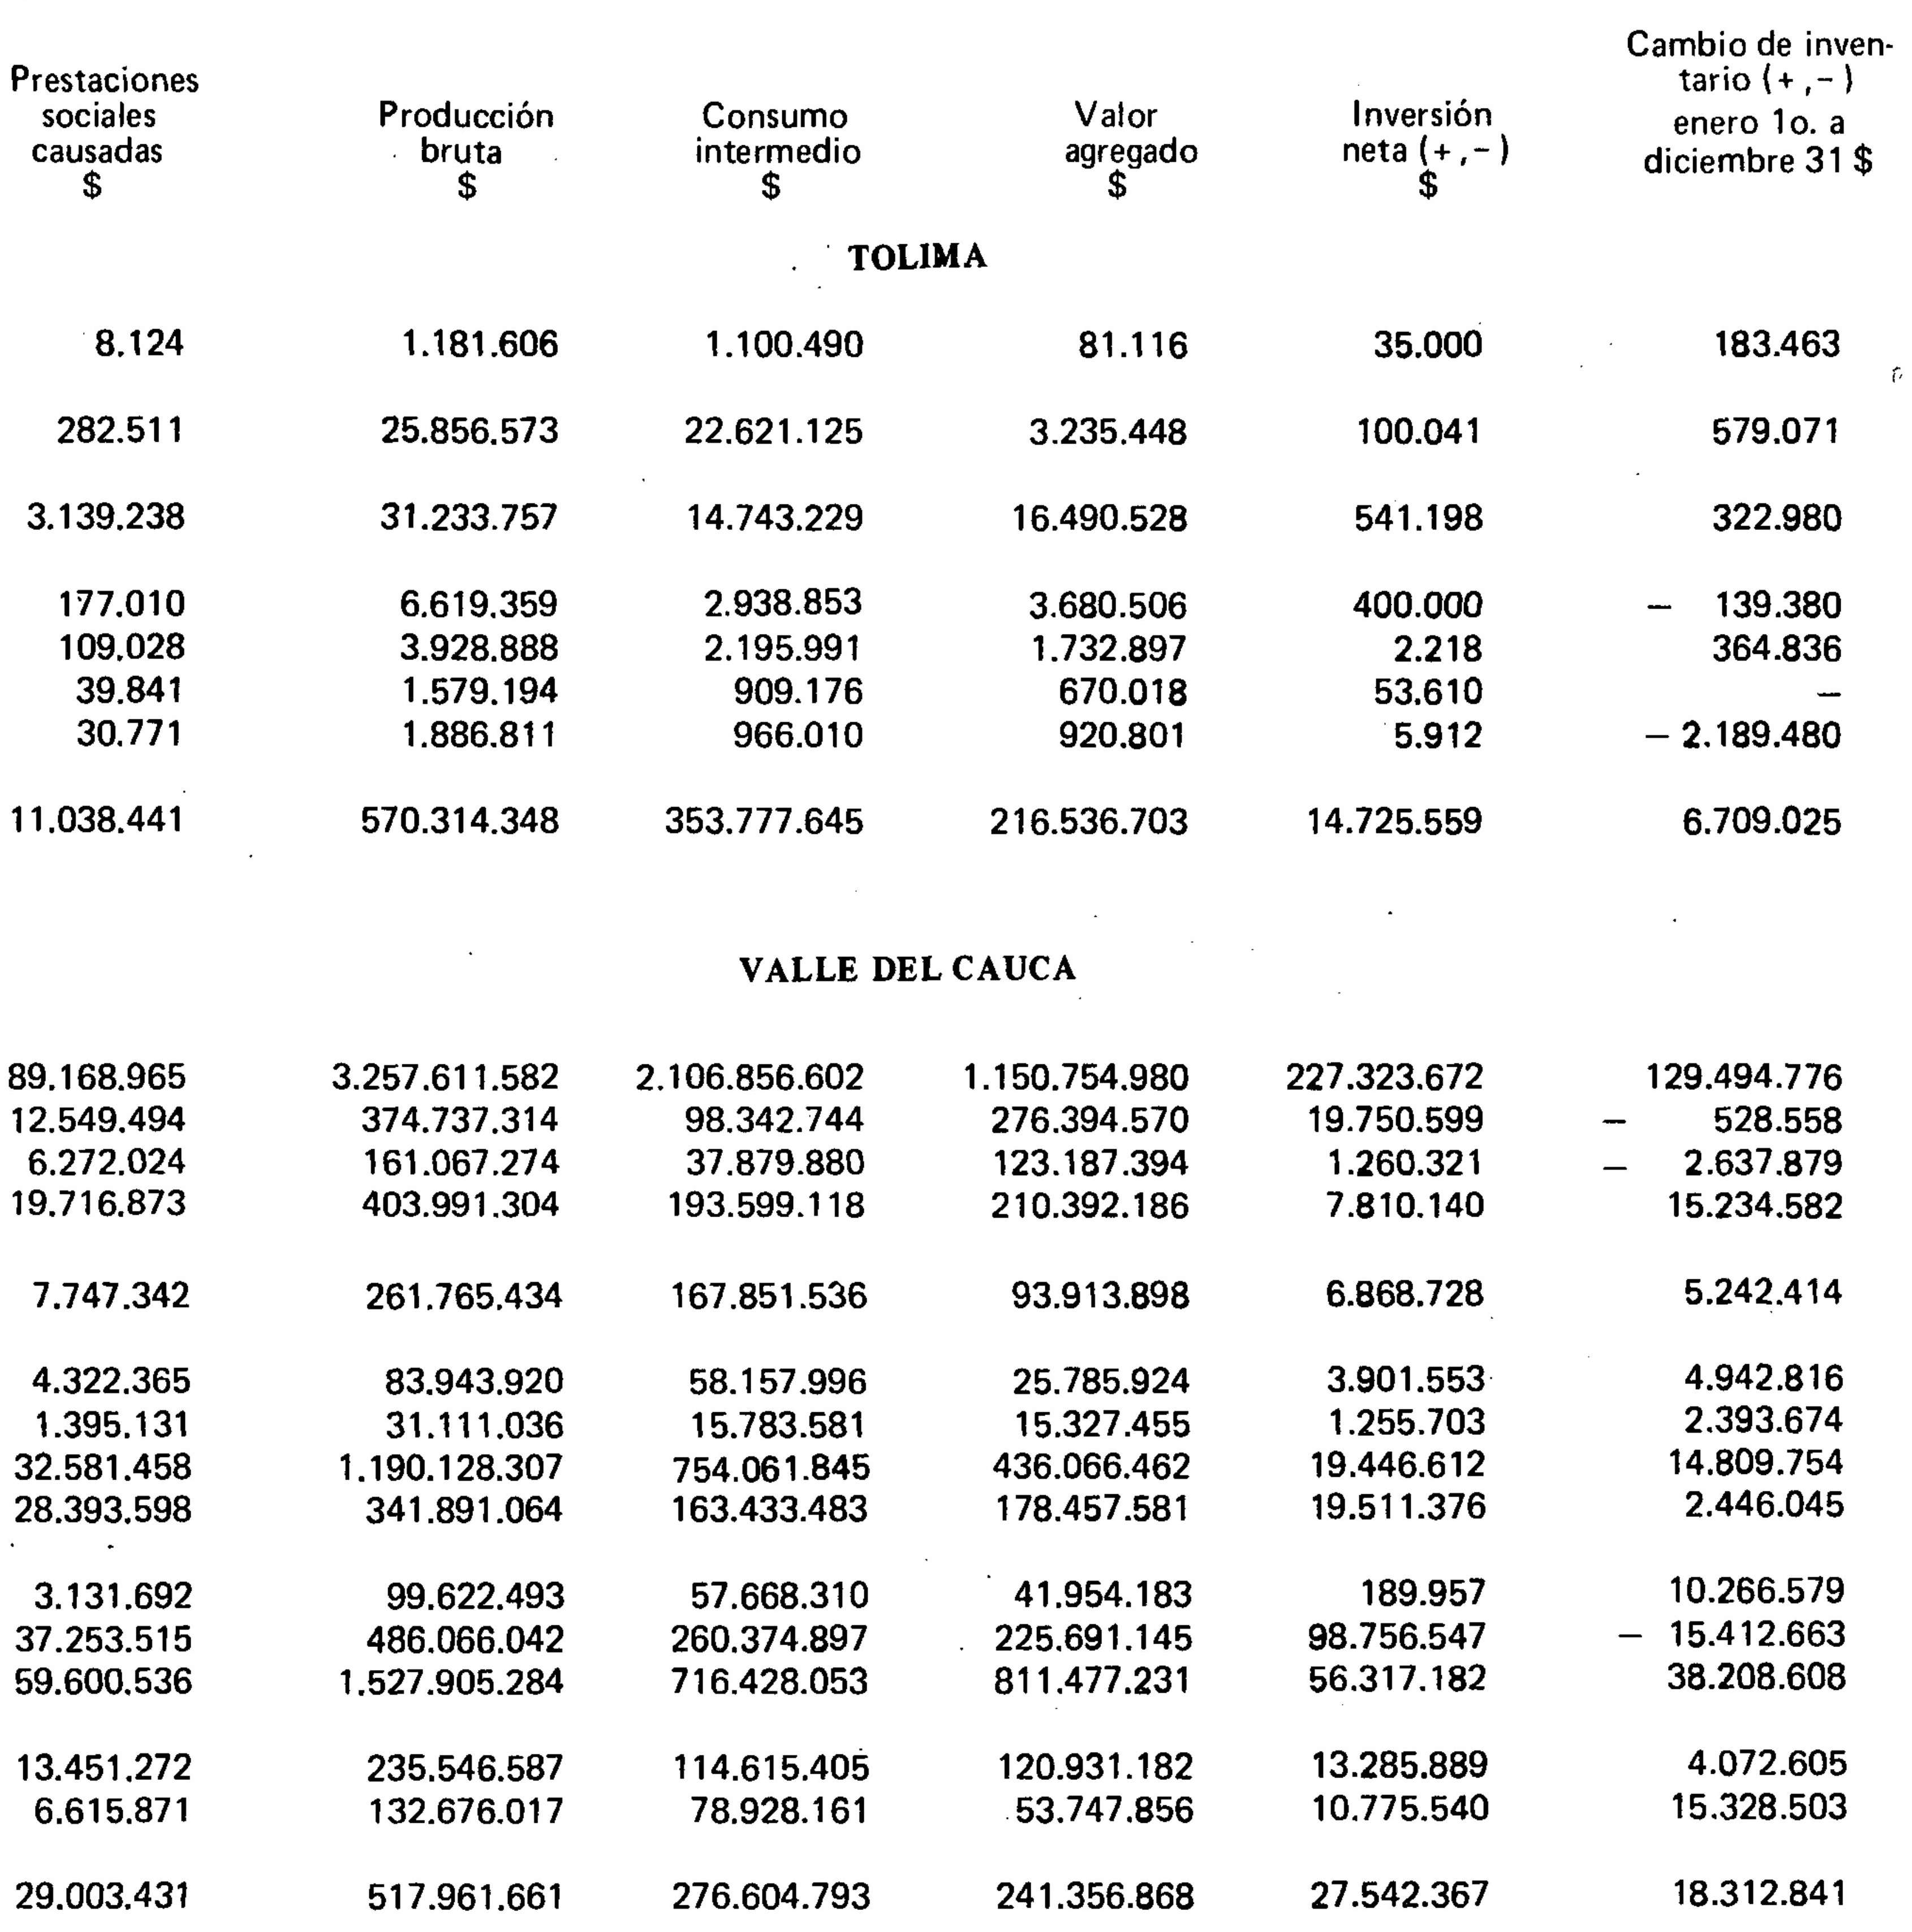 Prestaciones sociales causadas $ Producción bruta $ Consumo intermedio $ Valor agregado $ Inversión neta (+,-) $ Cambio de inven-
tario (+,-)
enero 1o. a
diciembre 31 $
TOLIMA
8.124 1.181.606 1.100.490 81.116 35.000 183.463
282.511 25.856.573 22.621.125 3.235.448 100.041 579.071
3.139.238 31.233.757 14.743.229 16.490.528 541.198 322.980
177.010 6.619.359 2.938.853 3.680.506 400.000 — 139.380
109.028 3.928.888 2.195.991 1.732.897 2.218 364.836
39.841 1.579.194 909.176 670.018 53.610 —
30.771 1.886.811 966.010 920.801 5.912 — 2.189.480
11.038.441 570.314.348 353.777.645 216.536.703 14.725.559 6.709.025
VALLE DEL CAUCA
89.168.965 3.257.611.582 2.106.856.602 1.150.754.980 227.323.672 129.494.776
12.549.494 374.737.314 98.342.744 276.394.570 19.750.599 — 528.558
6.272.024 161.067.274 37.879.880 123.187.394 1.260.321 — 2.637.879
19.716.873 403.991.304 193.599.118 210.392.186 7.810.140 15.234.582
7.747.342 261.765.434 167.851.536 93.913.898 6.868.728 5.242.414
4.322.365 83.943.920 58.157.996 25.785.924 3.901.553 4.942.816
1.395.131 31.111.036 15.783.581 15.327.455 1.255.703 2.393.674
32.581.458 1.190.128.307 754.061.845 436.066.462 19.446.612 14.809.754
28.393.598 341.891.064 163.433.483 178.457.581 19.511.376 2.446.045
3.131.692 99.622.493 57.668.310 41.954.183 189.957 10.266.579
37.253.515 486.066.042 260.374.897 225.691.145 98.756.547 — 15.412.663
59.600.536 1.527.905.284 716.428.053 811.477.231 56.317.182 38.208.608
13.451.272 235.546.587 114.615.405 120.931.182 13.285.889 4.072.605
6.615.871 132.676.017 78.928.161 53.747.856 10.775.540 15.328.503
29.003.431 517.961.661 276.604.793 241.356.868 27.542.367 18.312.841